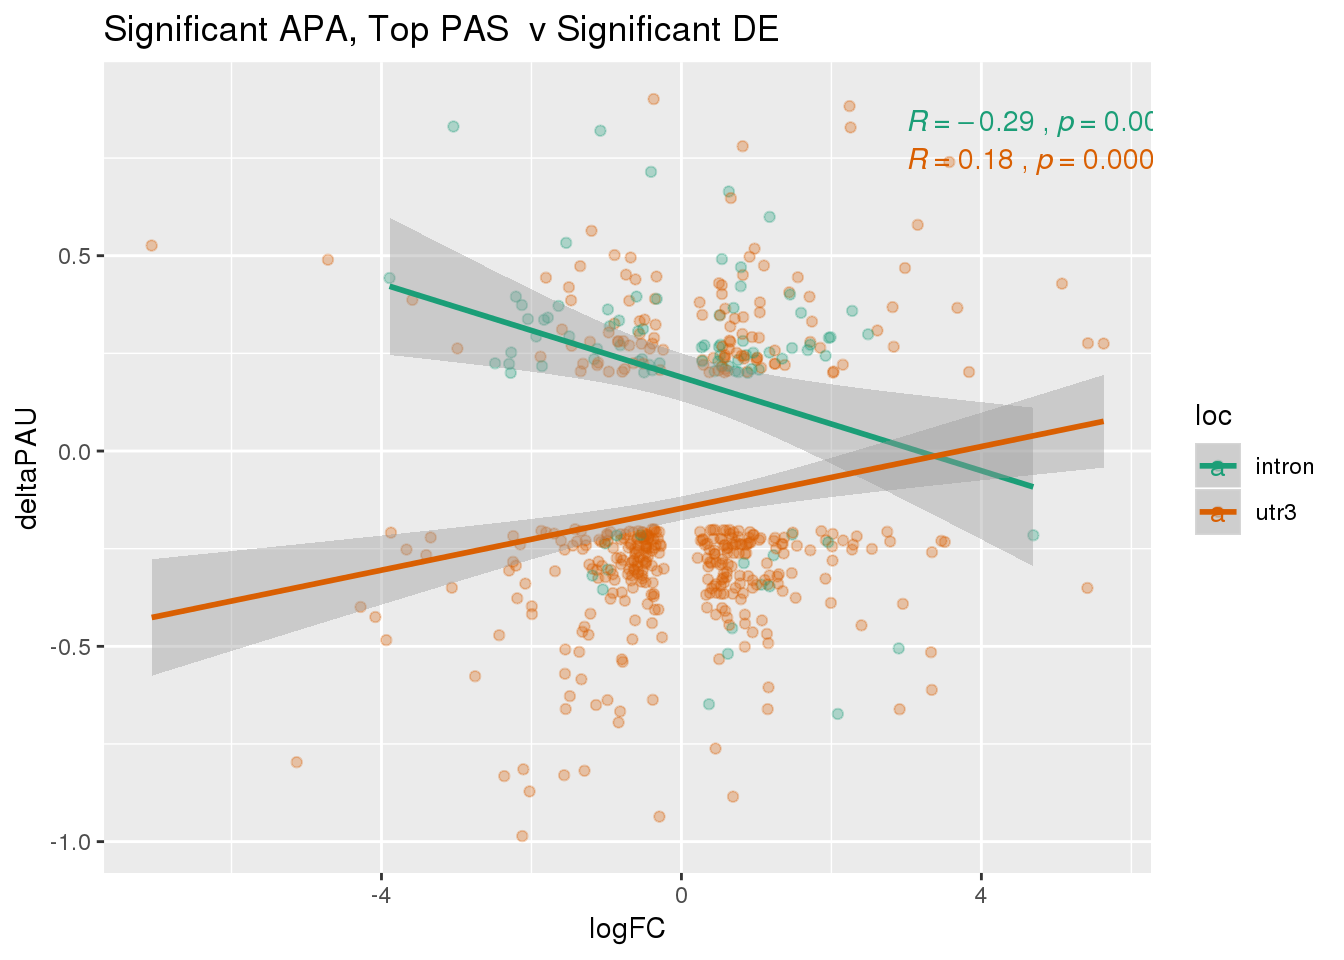 Significant APA, Top PAS  v Significant DE
R = −0.29 , p = 0.00
R = 0.18 , p = 0.000
0.5
0.0
-0.5
-1.0
deltaPAU
-4
0
4
logFC
loc
a intron
a utr3